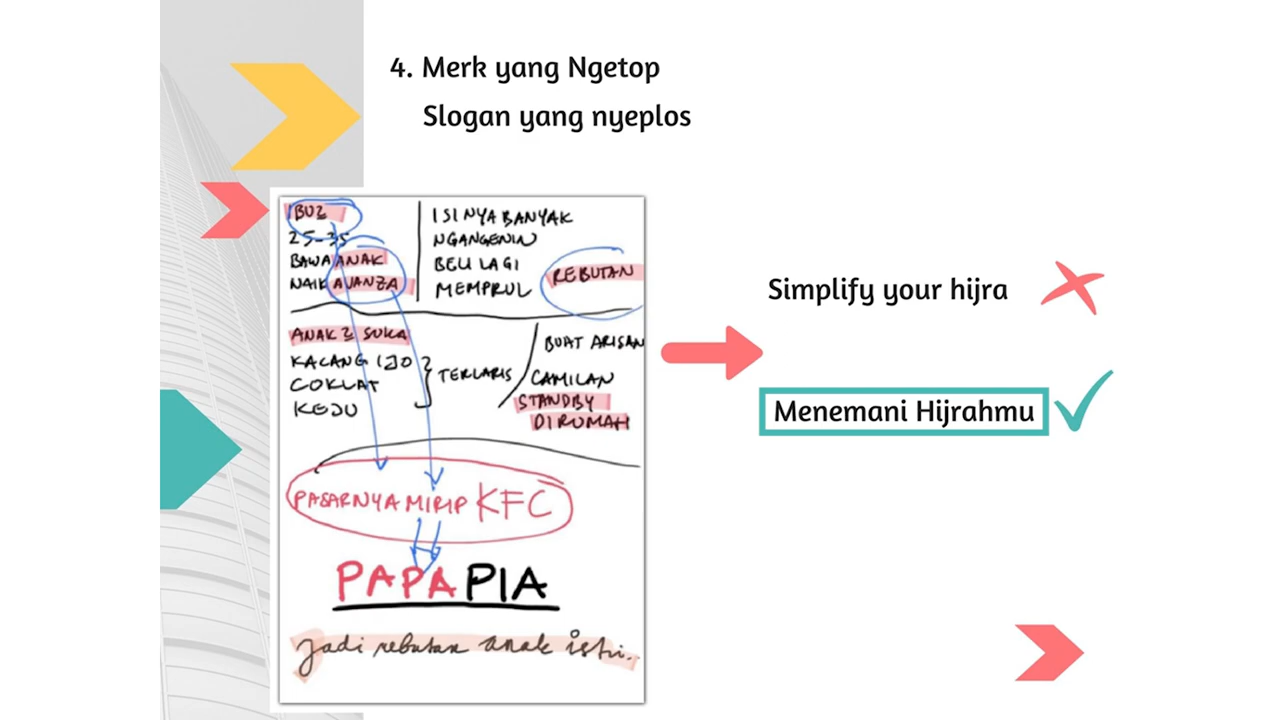 4. Merk yang Ngetop
Slogan yang nyeplos
IBU2
25-35
BAWA ANAK
NAIK AVANZA
ISINYA BANYAK
NGANGENIN
BELI LAGI
MEMPRUL
REBUTAN
ANAK2 SUKA
KACANG IJO
COKLAT
KEJU
TERLARIS
BUAT ARISAN
CAMILAN
STANDBY
DI RUMAH
PASARNYA MIRIP KFC
PAPAPIA
Jadi rebutan anak istri.
Simplify your hijra
Menemani Hijrahmu